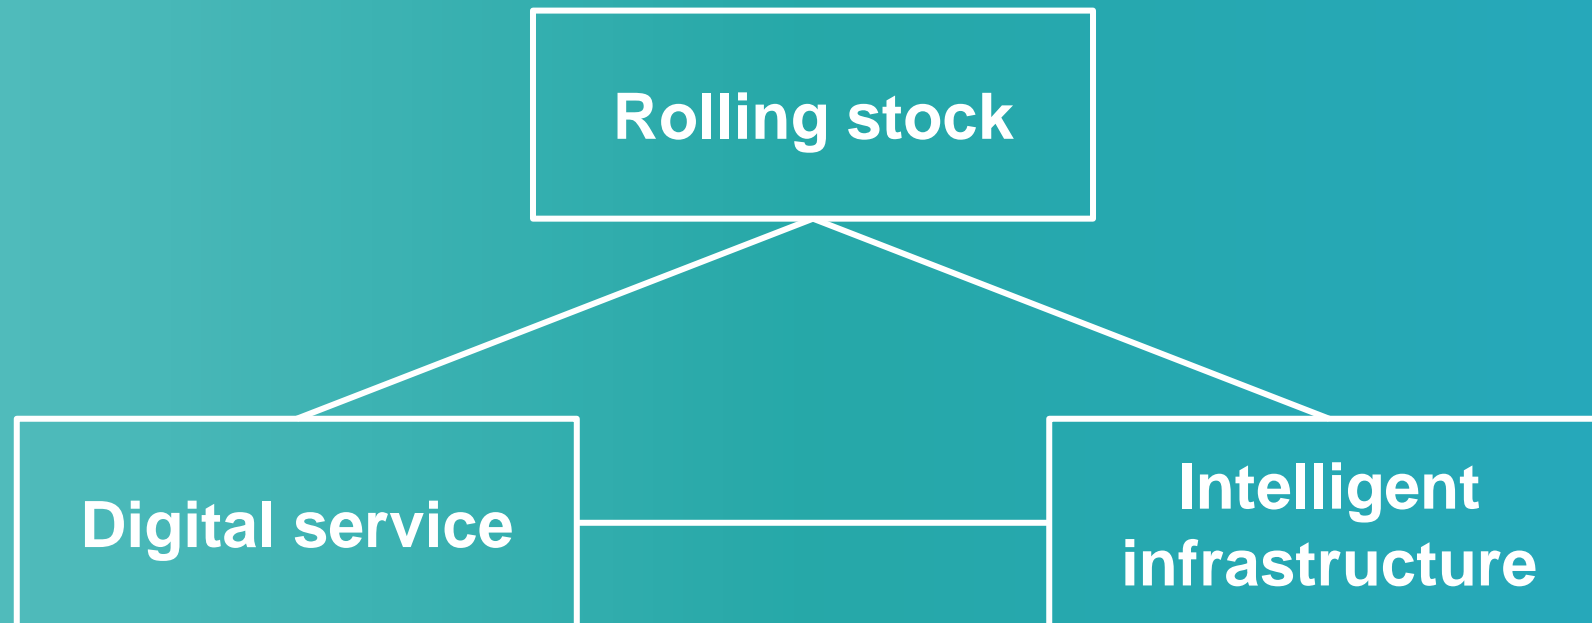 Rolling stock
Digital service
Intelligent
infrastructure